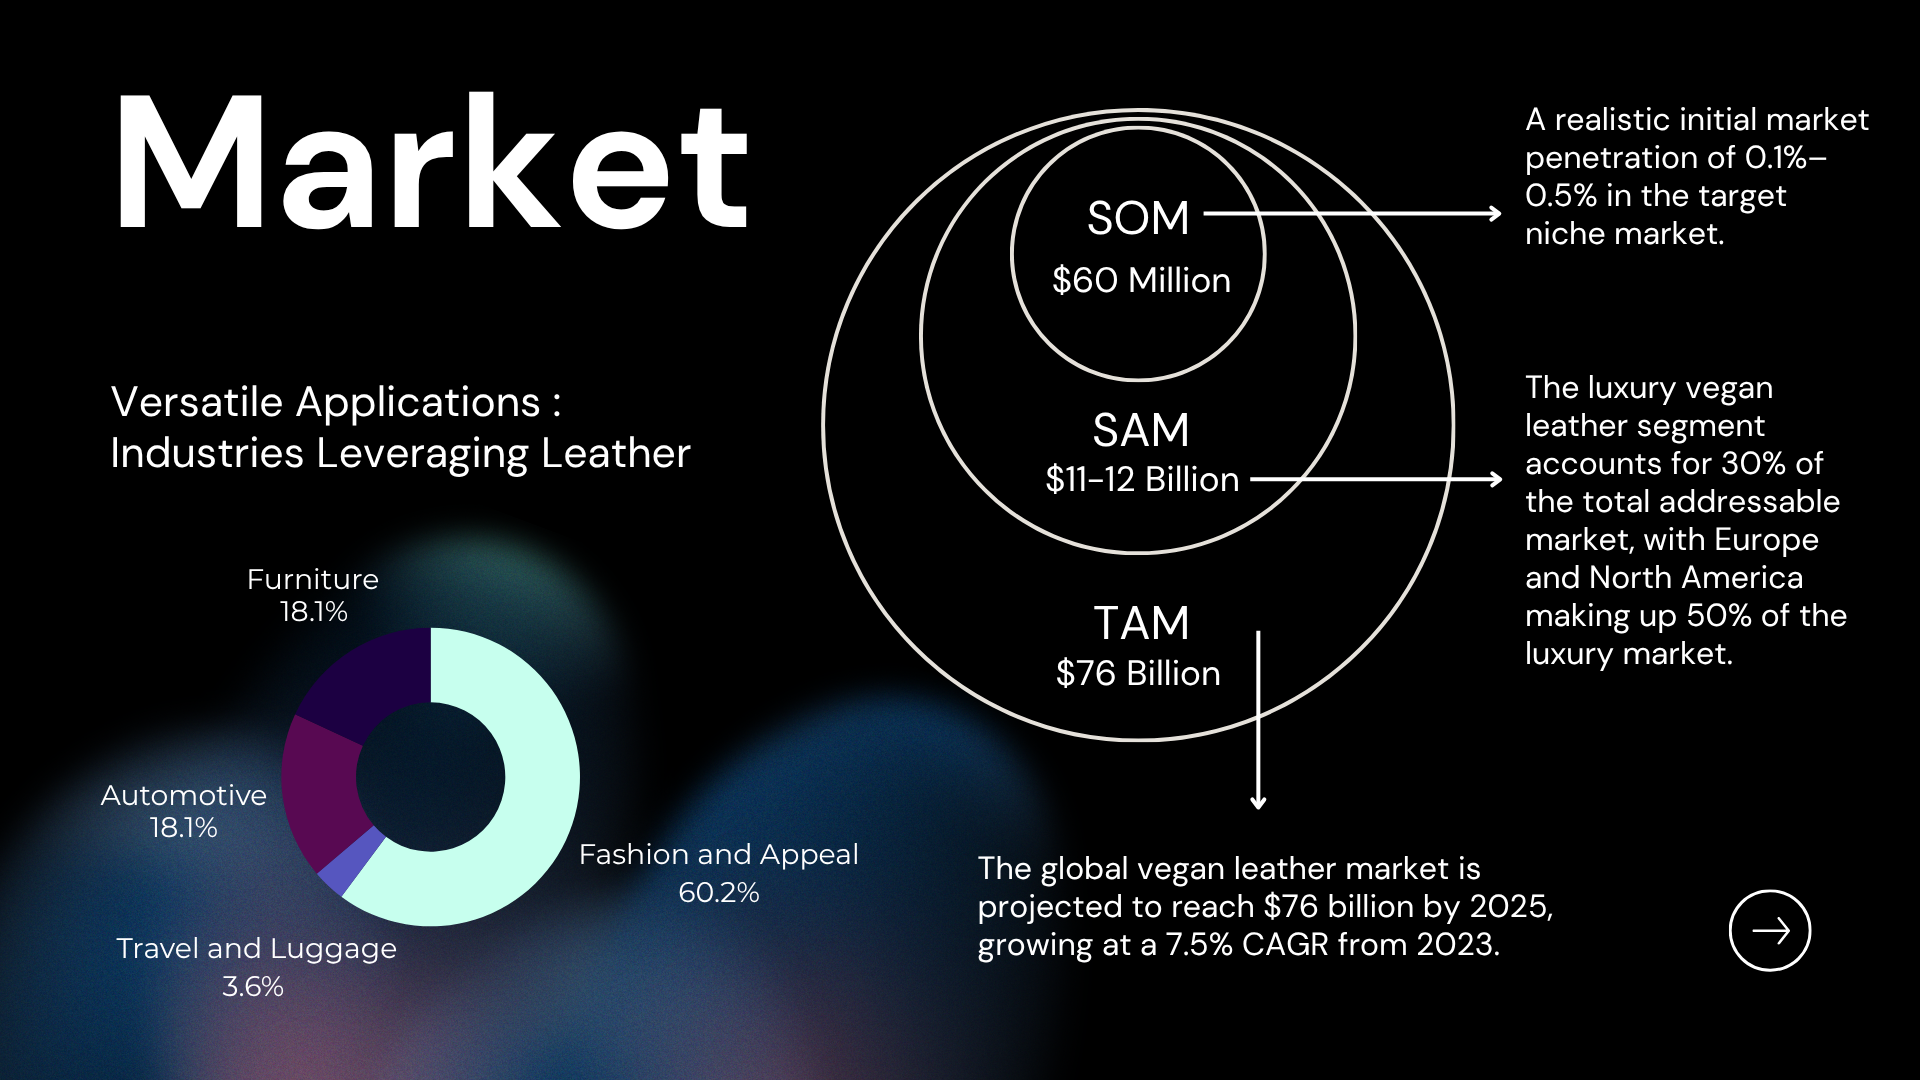 Market
Versatile Applications :
Industries Leveraging Leather
Furniture
18.1%
Automotive
18.1%
Fashion and Appeal
60.2%
Travel and Luggage
3.6%
SOM
$60 Million
SAM
$11-12 Billion
TAM
$76 Billion
A realistic initial market
penetration of 0.1%–
0.5% in the target
niche market.
The luxury vegan
leather segment
accounts for 30% of
the total addressable
market, with Europe
and North America
making up 50% of the
luxury market.
The global vegan leather market is
projected to reach $76 billion by 2025,
growing at a 7.5% CAGR from 2023.